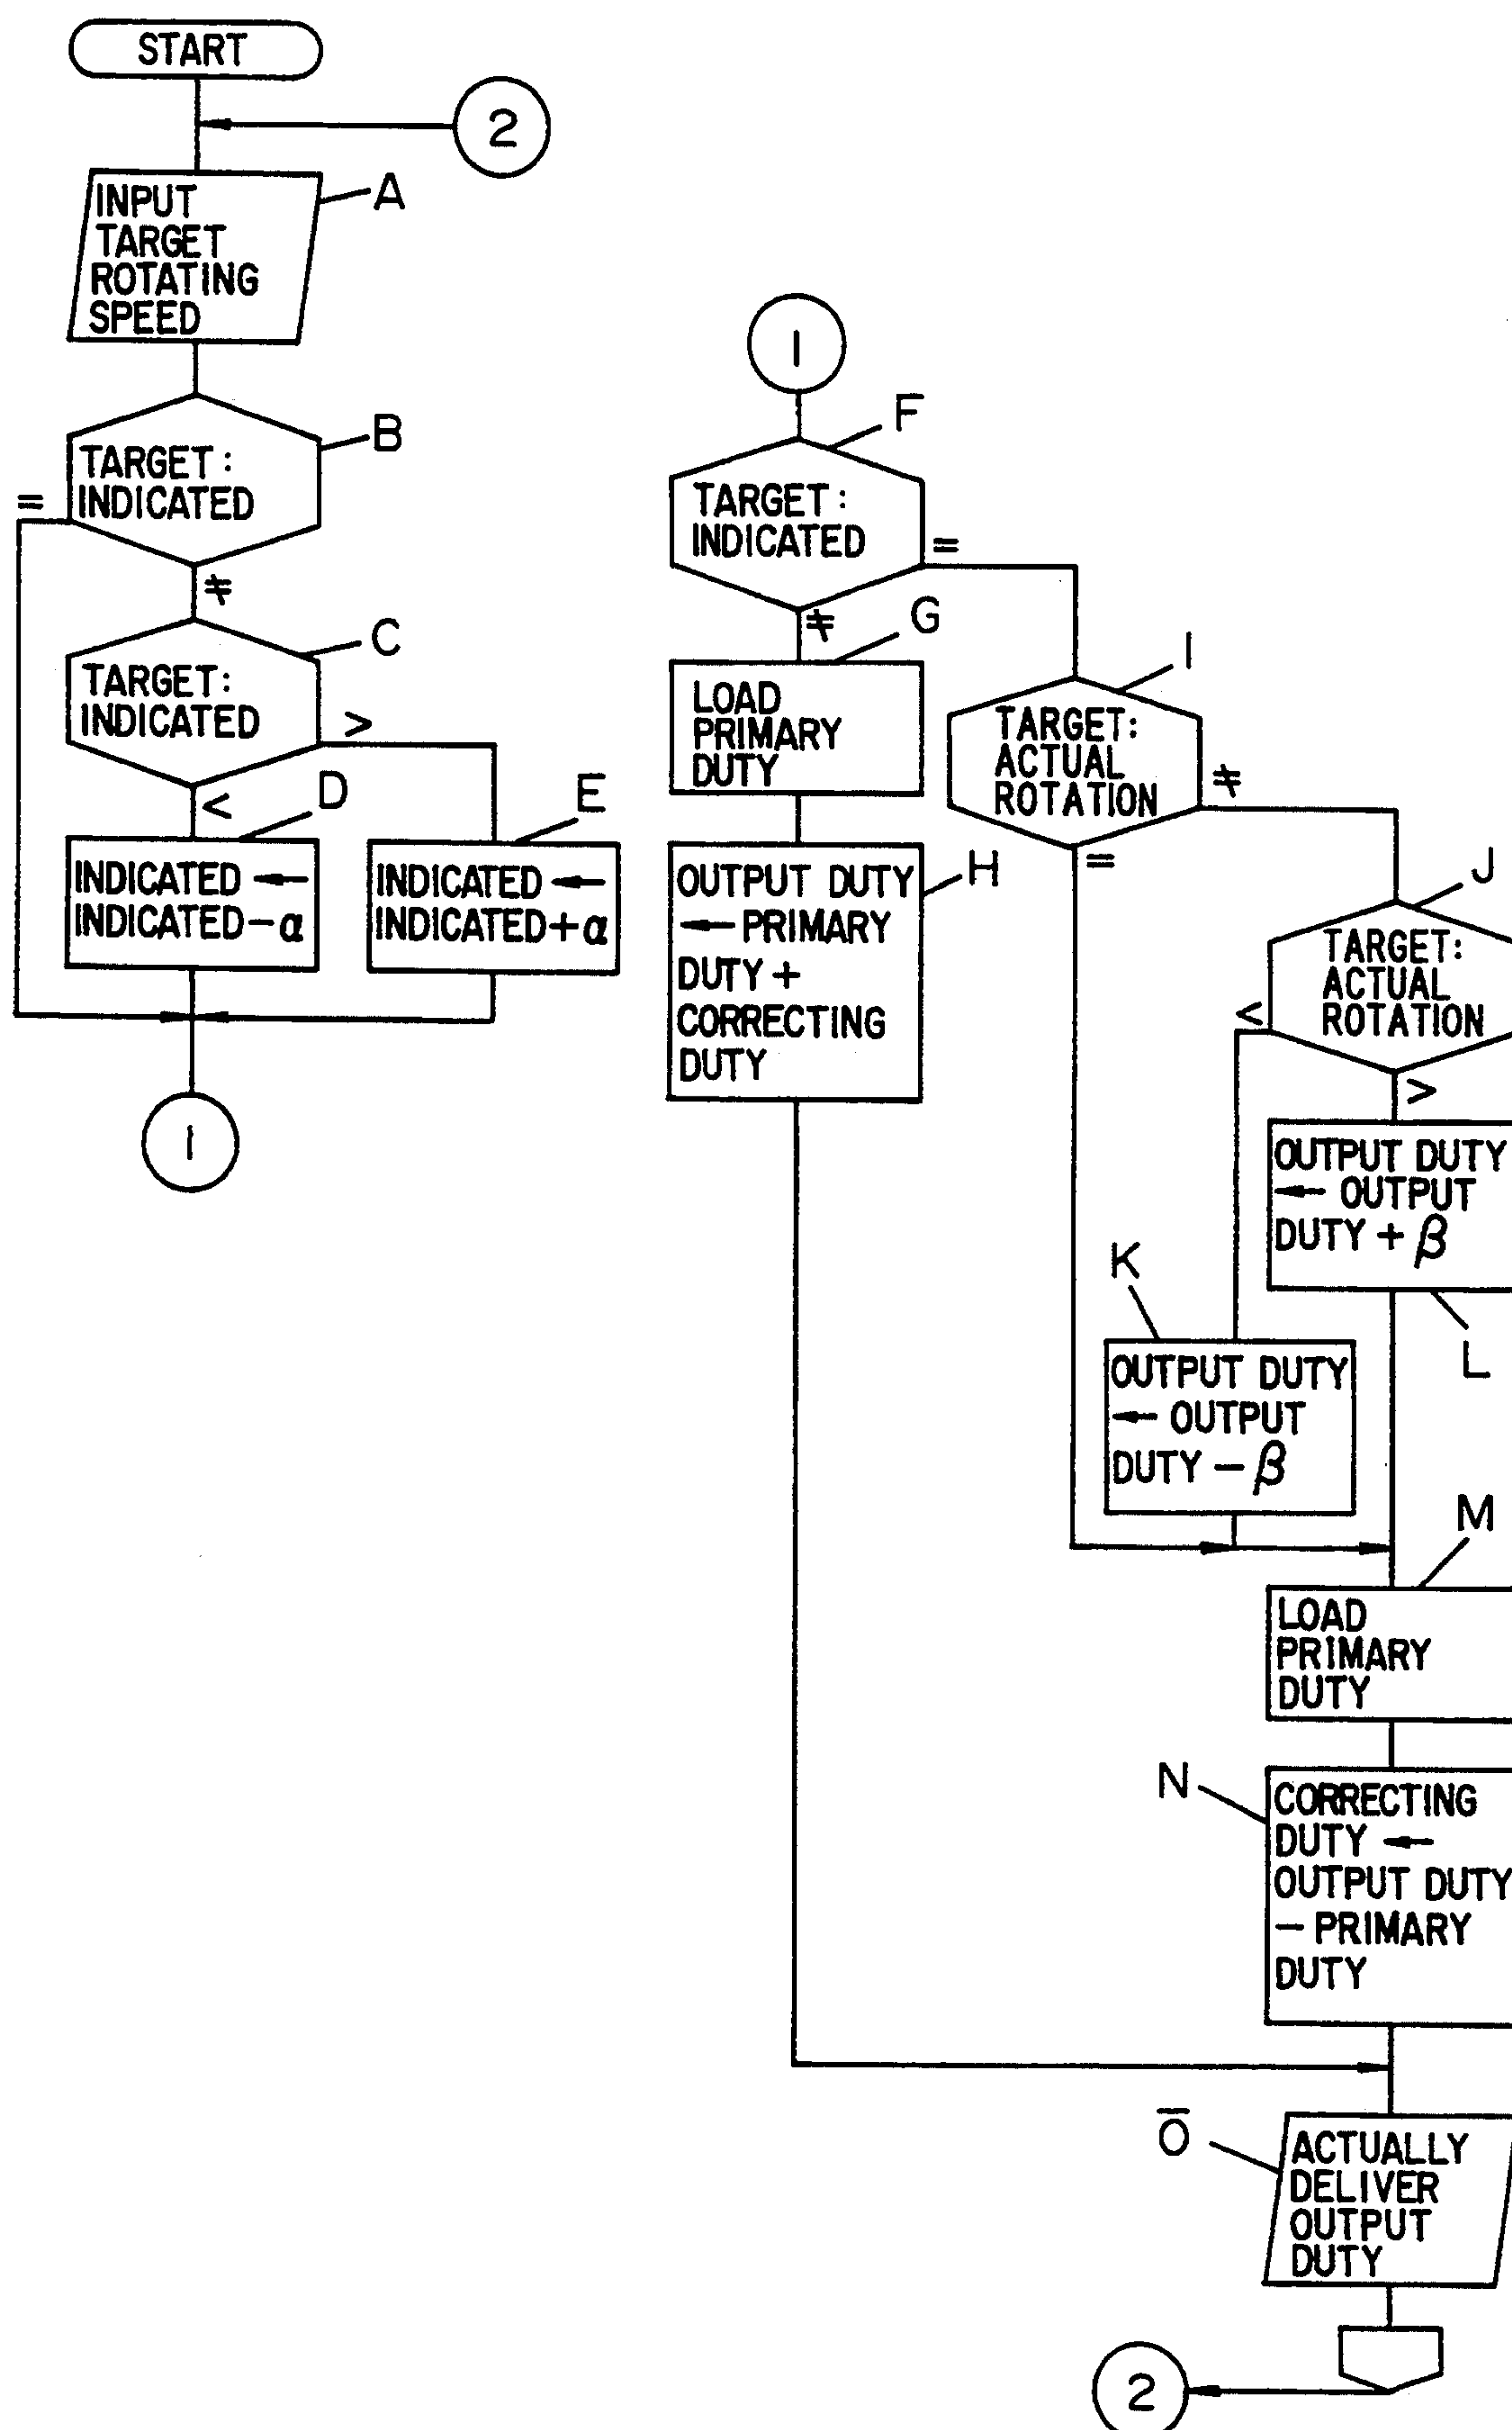 START
2
INPUT
TARGET
ROTATING
SPEED
A
TARGET :
INDICATED
B
=
≠
TARGET:
INDICATED
C
>
<
D
E
INDICATED ←
INDICATED-α
INDICATED ←
INDICATED+α
1
1
F
TARGET :
INDICATED
=
≠
G
LOAD
PRIMARY
DUTY
H
OUTPUT DUTY
← PRIMARY
DUTY +
CORRECTING
DUTY
I
TARGET:
ACTUAL
ROTATION
≠
=
J
TARGET:
ACTUAL
ROTATION
<
>
OUTPUT DUTY
← OUTPUT
DUTY + β
L
K
OUTPUT DUTY
← OUTPUT
DUTY - β
M
LOAD
PRIMARY
DUTY
N
CORRECTING
DUTY ←
OUTPUT DUTY
- PRIMARY
DUTY
O̅
ACTUALLY
DELIVER
OUTPUT
DUTY
2